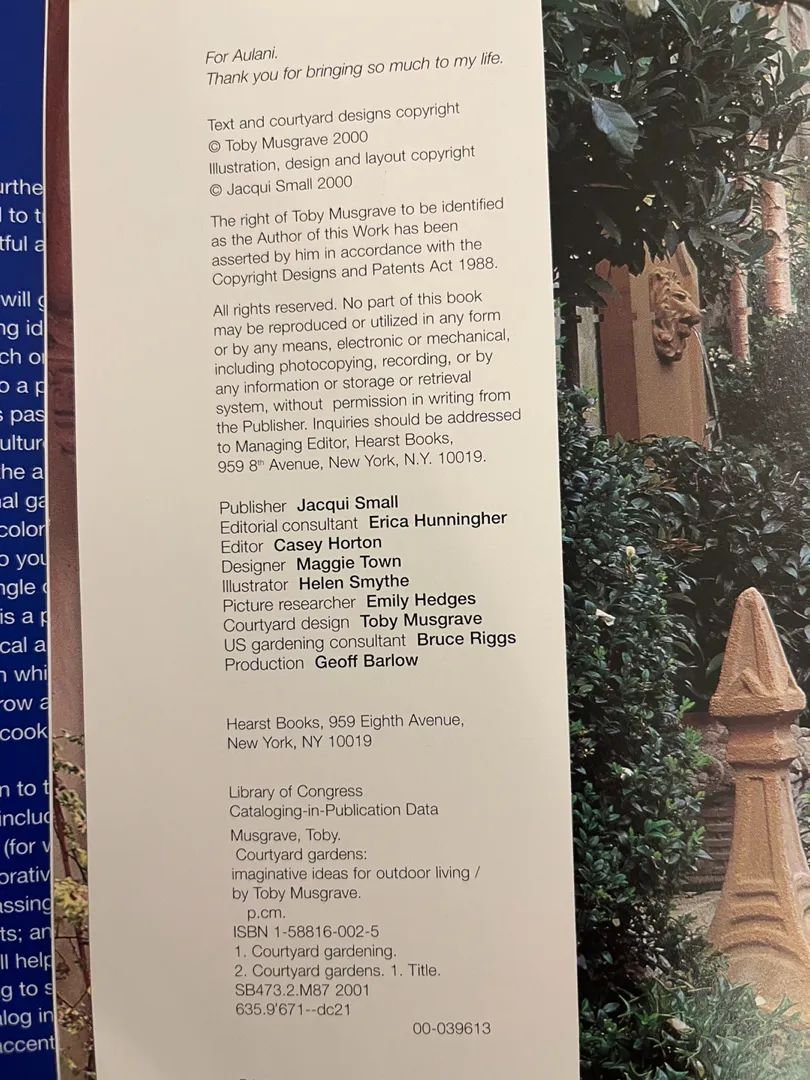 For Aulani.
Thank you for bringing so much to my life.
Text and courtyard designs copyright
© Toby Musgrave 2000
Illustration, design and layout copyright
© Jacqui Small 2000
The right of Toby Musgrave to be identified
as the Author of this Work has been
asserted by him in accordance with the
Copyright Designs and Patents Act 1988.
All rights reserved. No part of this book
may be reproduced or utilized in any form
or by any means, electronic or mechanical,
including photocopying, recording, or by
any information or storage or retrieval
system, without permission in writing from
the Publisher. Inquiries should be addressed
to Managing Editor, Hearst Books,
959 8th Avenue, New York, N.Y. 10019.
Publisher Jacqui Small
Editorial consultant Erica Hunningher
Editor Casey Horton
Designer Maggie Town
Illustrator Helen Smythe
Picture researcher Emily Hedges
Courtyard design Toby Musgrave
US gardening consultant Bruce Riggs
Production Geoff Barlow
Hearst Books, 959 Eighth Avenue,
New York, NY 10019
Library of Congress
Cataloging-in-Publication Data
Musgrave, Toby.
Courtyard gardens:
imaginative ideas for outdoor living /
by Toby Musgrave.
p.cm.
ISBN 1-58816-002-5
1. Courtyard gardening.
2. Courtyard gardens. 1. Title.
SB473.2.M87 2001
635.9'671--dc21
00-039613